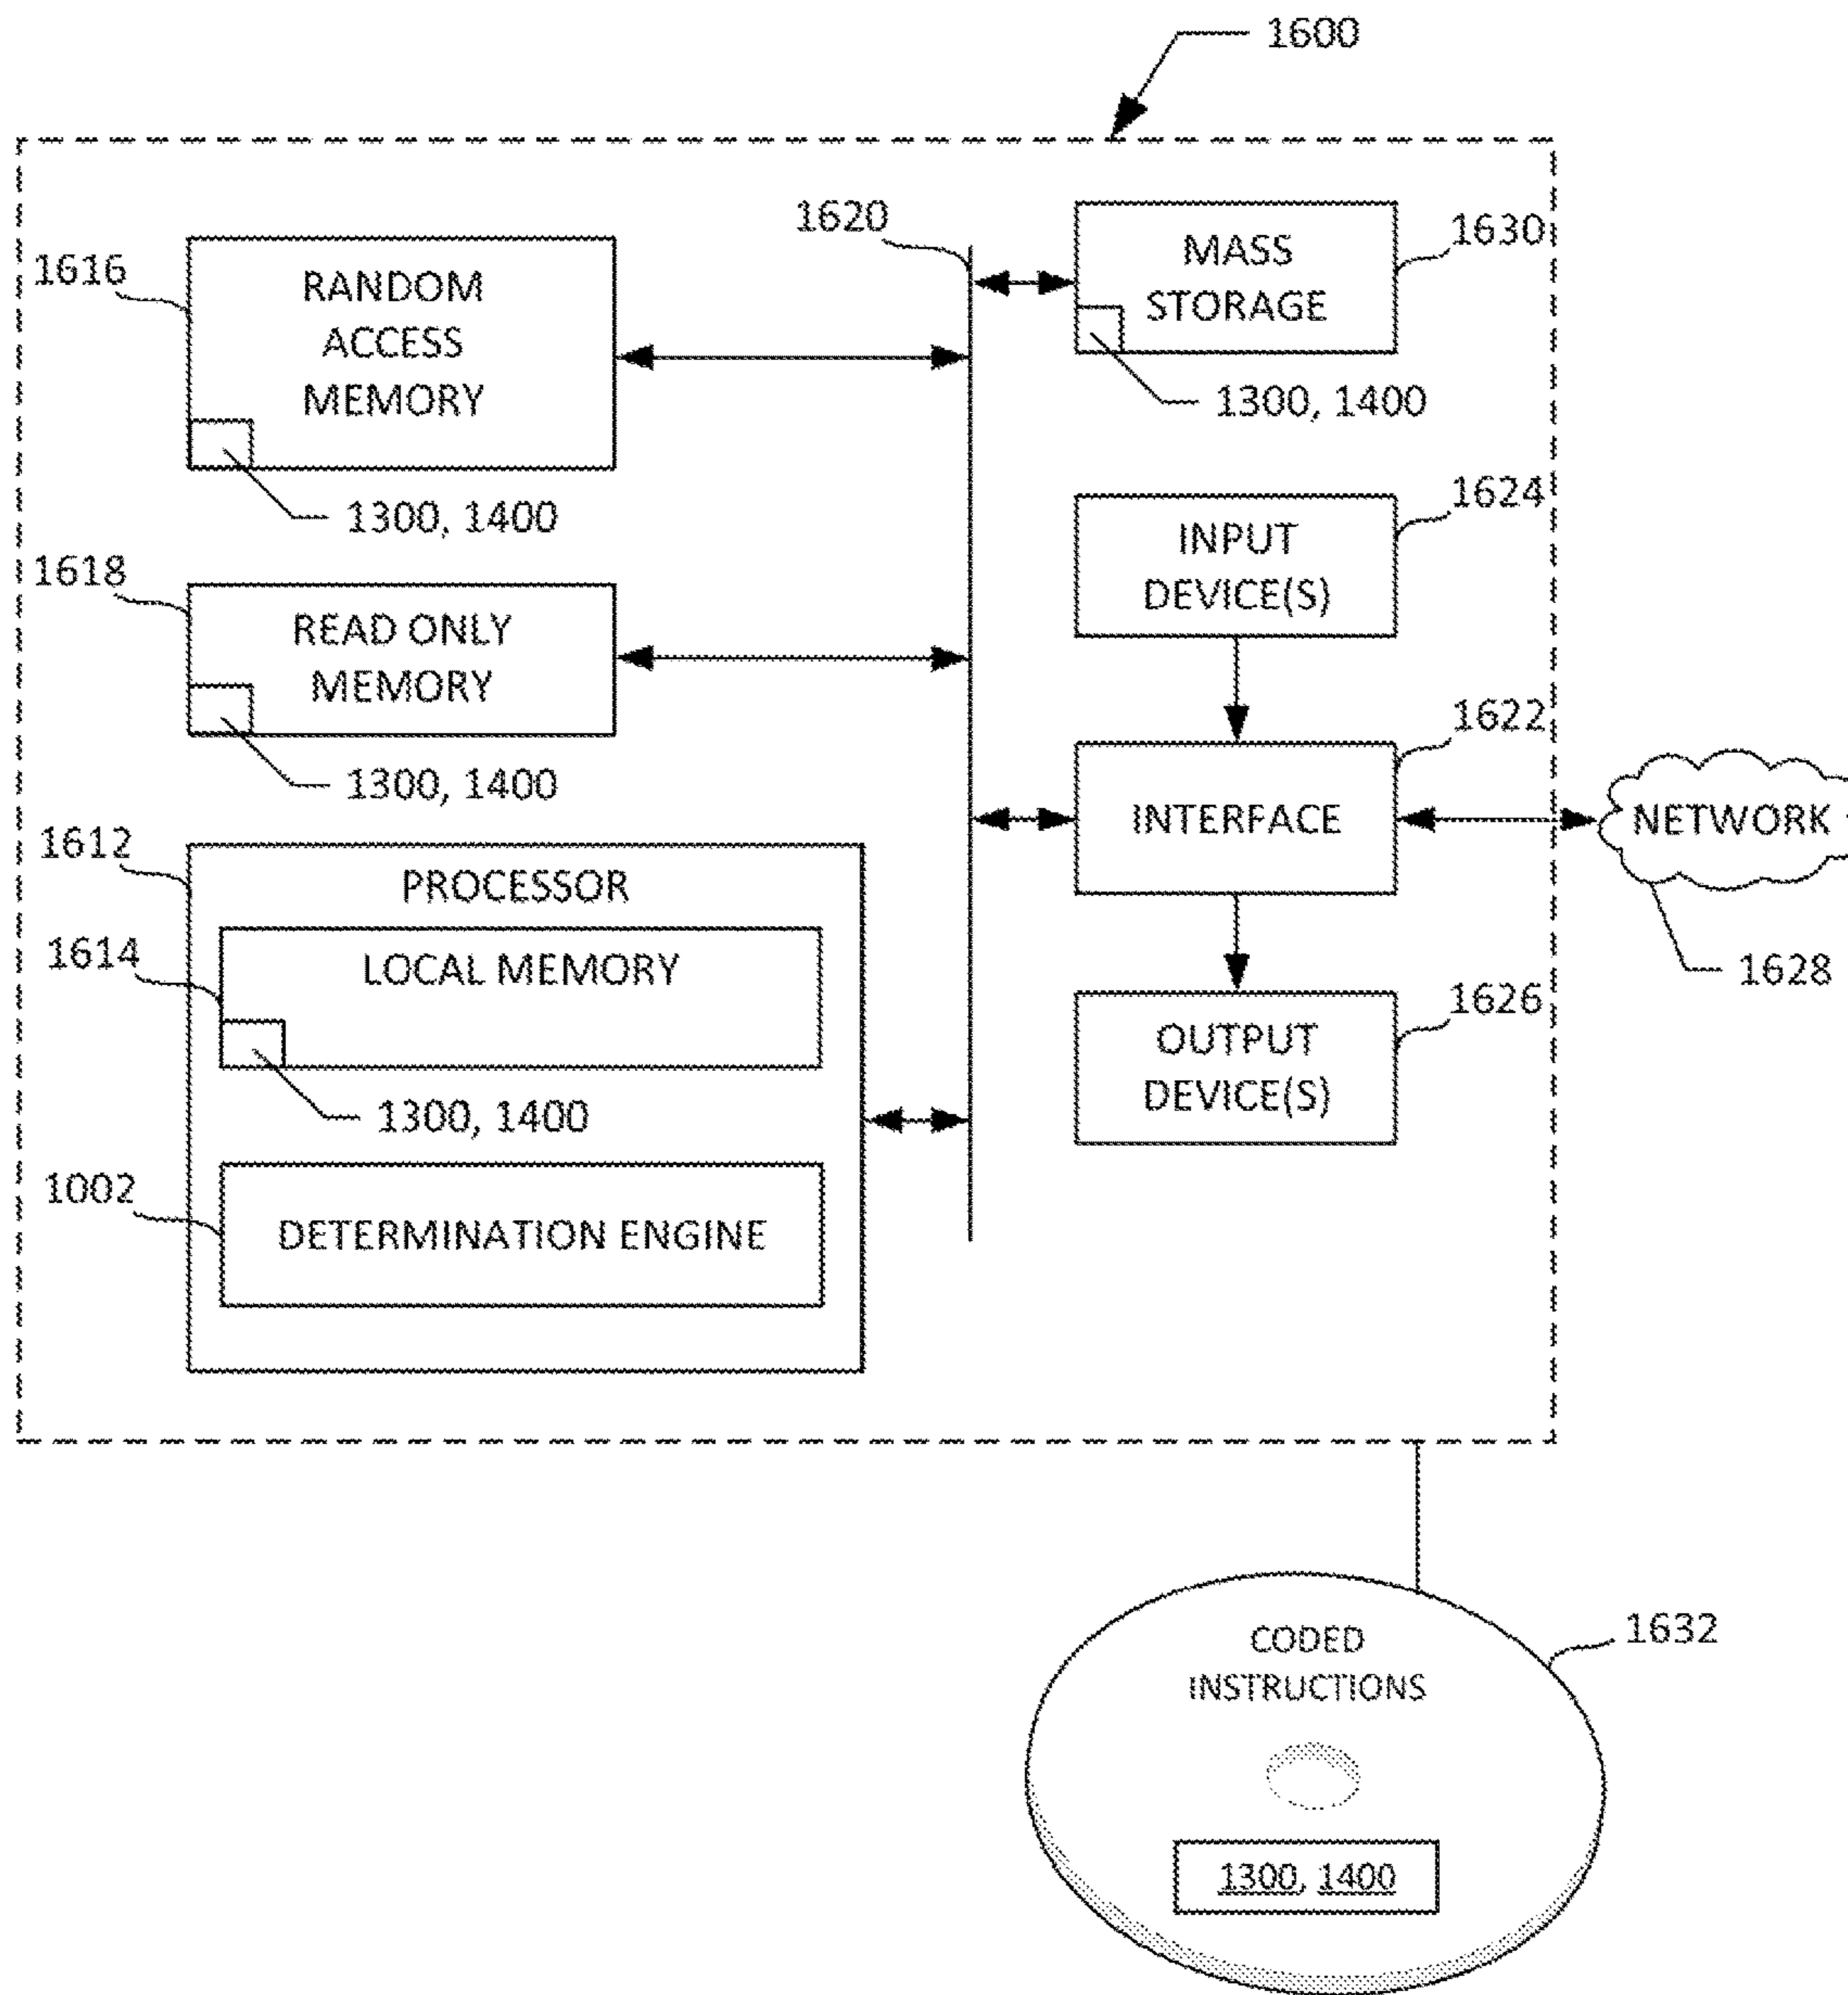 1600
1620
1616
RANDOM
ACCESS
MEMORY
1300, 1400
MASS
STORAGE
1630
1300, 1400
1618
READ ONLY
MEMORY
1300, 1400
INPUT
DEVICE(S)
1624
INTERFACE
1622
NETWORK
1628
1612
PROCESSOR
1614
LOCAL MEMORY
1300, 1400
1002
DETERMINATION ENGINE
OUTPUT
DEVICE(S)
1626
CODED
INSTRUCTIONS
1632
1300, 1400